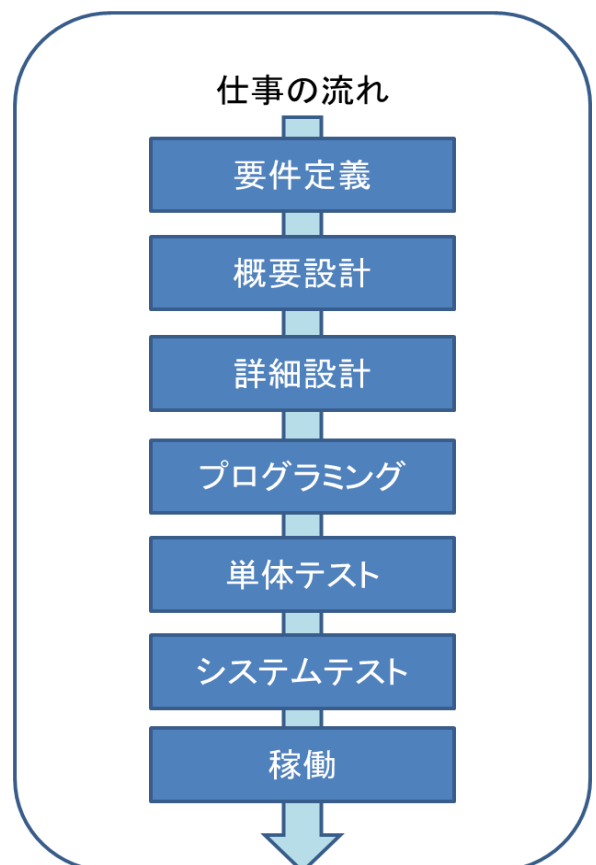 仕事の流れ
要件定義
概要設計
詳細設計
プログラミング
単体テスト
システムテスト
稼働